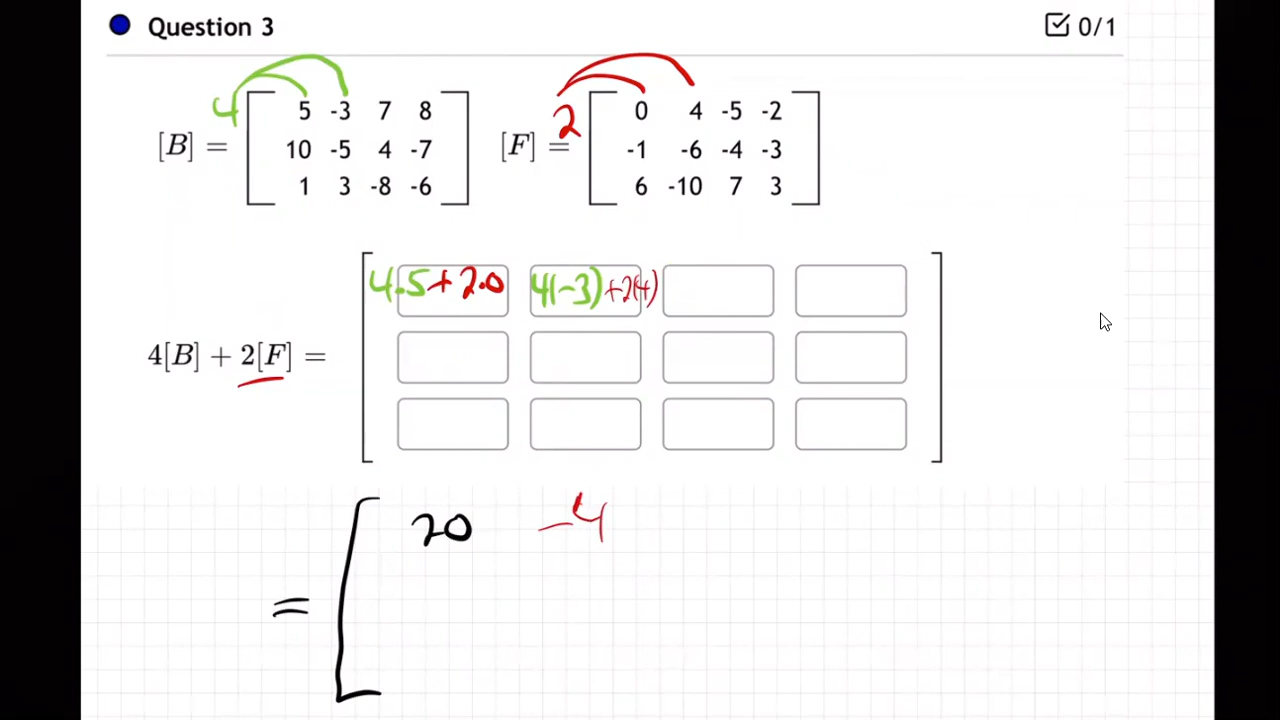 Question 3 0/1
4 2
5 -3 7 8 0 4 -5 -2
[B] = 10 -5 4 -7 [F] = -1 -6 -4 -3
1 3 -8 -6 6 -10 7 3
4.5+2.0 4(-3)+2(4)
4[B] + 2[F] =
20 -4
=